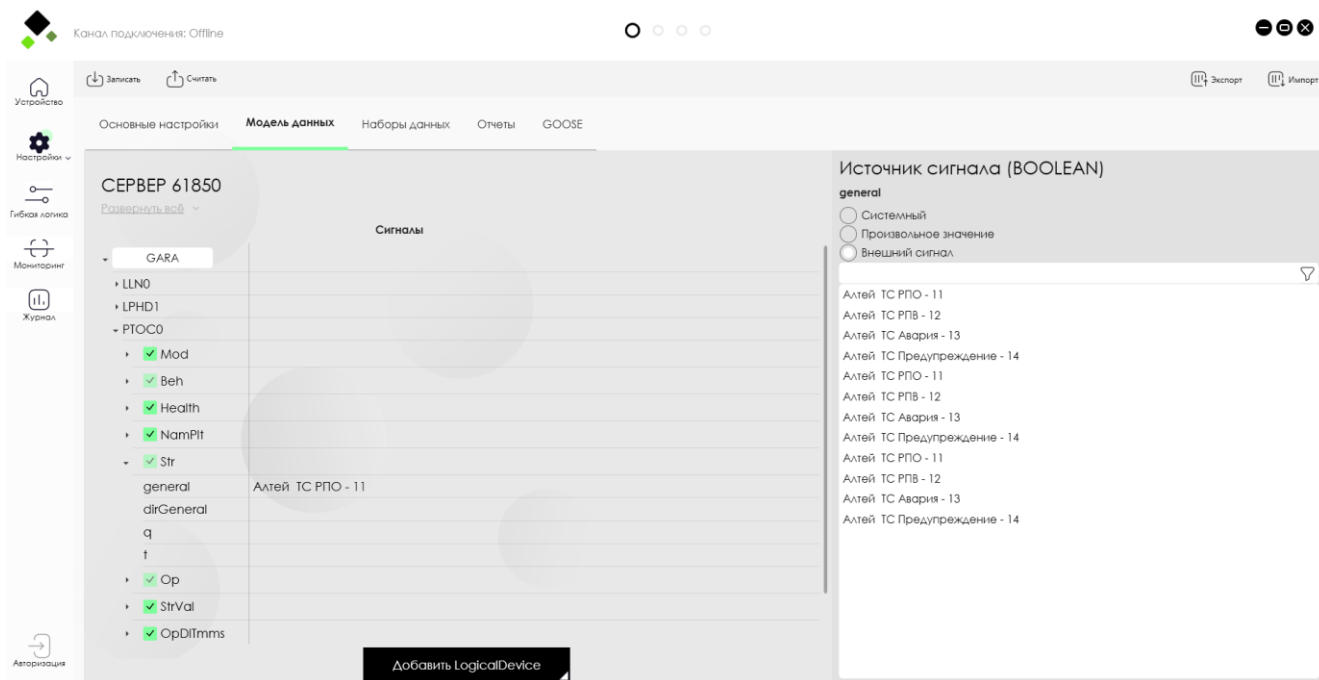 Канал подключения: Offline
Записать
Считать
Экспорт
Импорт
Устройство
Настройки
Гибкая логика
Мониторинг
Журнал
Авторизация
Основные настройки
Модель данных
Наборы данных
Отчеты
GOOSE
СЕРВЕР 61850
Развернуть всё
Сигналы
GARA
LLN0
LPHD1
PTOC0
Mod
Beh
Health
NamPlt
Str
general Алтей ТС РПО - 11
dirGeneral
q
t
Op
StrVal
OpDlTmms
Добавить LogicalDevice
Источник сигнала (BOOLEAN)
general
Системный
Произвольное значение
Внешний сигнал
Алтей ТС РПО - 11
Алтей ТС РПВ - 12
Алтей ТС Авария - 13
Алтей ТС Предупреждение - 14
Алтей ТС РПО - 11
Алтей ТС РПВ - 12
Алтей ТС Авария - 13
Алтей ТС Предупреждение - 14
Алтей ТС РПО - 11
Алтей ТС РПВ - 12
Алтей ТС Авария - 13
Алтей ТС Предупреждение - 14